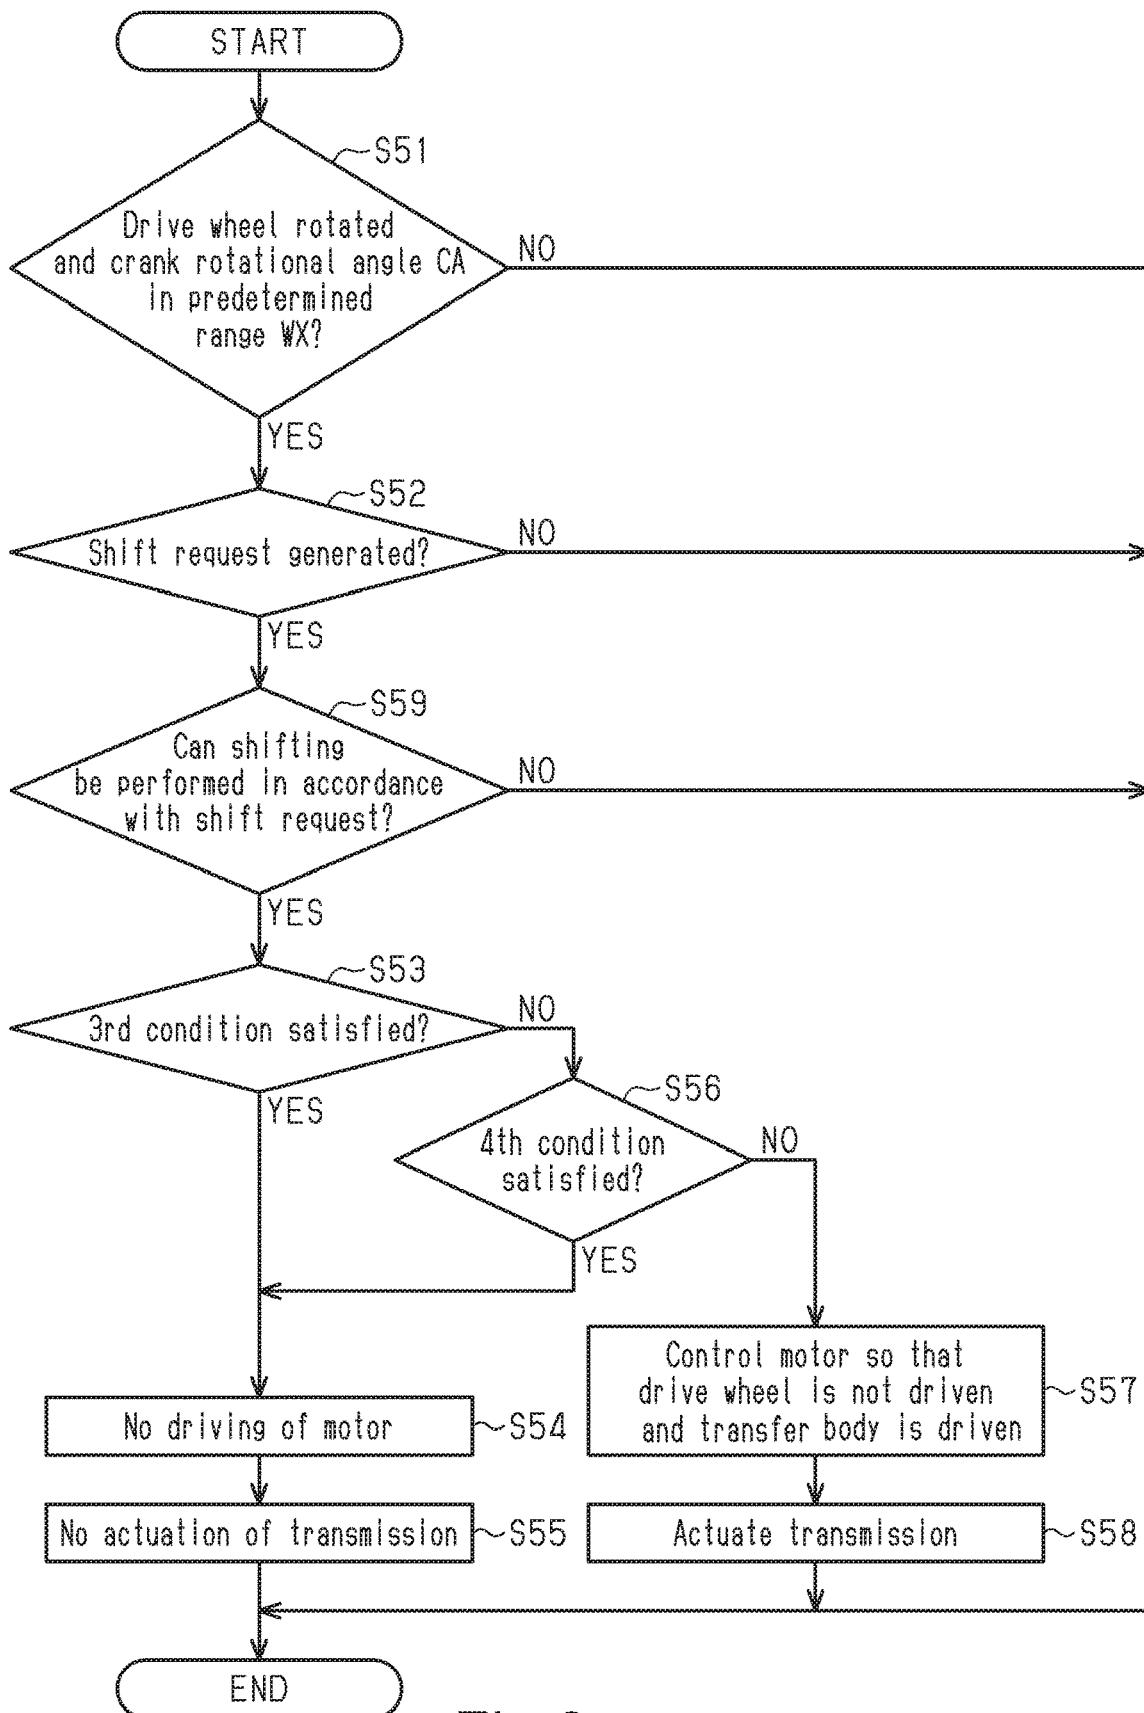 START
S51
Drive wheel rotated
and crank rotational angle CA
in predetermined
range WX?
NO
YES
S52
Shift request generated?
NO
YES
S59
Can shifting
be performed in accordance
with shift request?
NO
YES
S53
3rd condition satisfied?
NO
YES
S56
4th condition
satisfied?
NO
YES
Control motor so that
drive wheel is not driven
and transfer body is driven
S57
No driving of motor
S54
No actuation of transmission
S55
Actuate transmission
S58
END